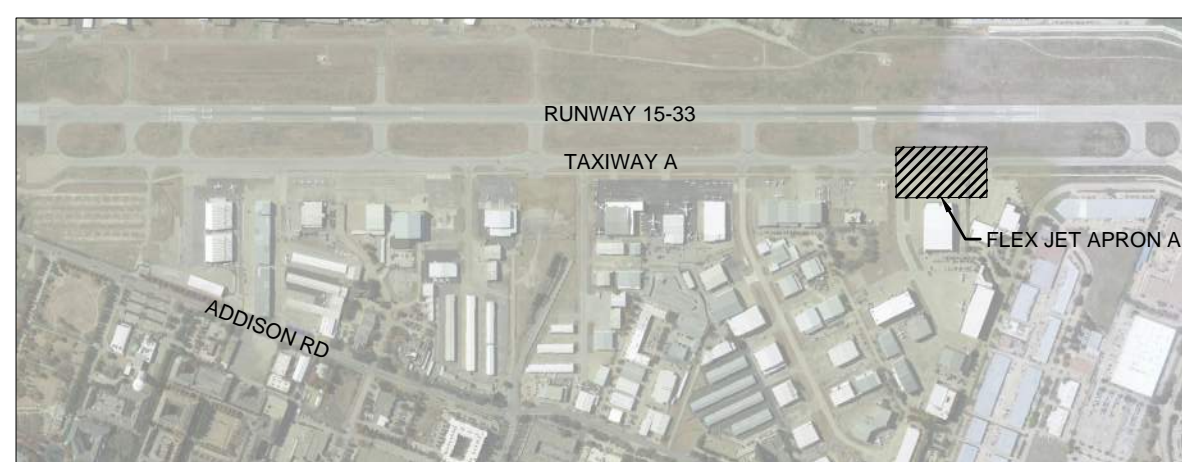 RUNWAY 15-33
TAXIWAY A
FLEX JET APRON A
ADDISON RD